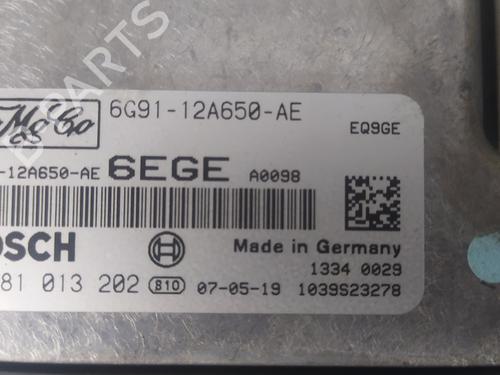 6G91-12A650-AE
EQ9GE
-12A650-AE 6EGE A0098
OSCH
Made in Germany
1334 0029
81 013 202 810 07-05-19 1039S23278